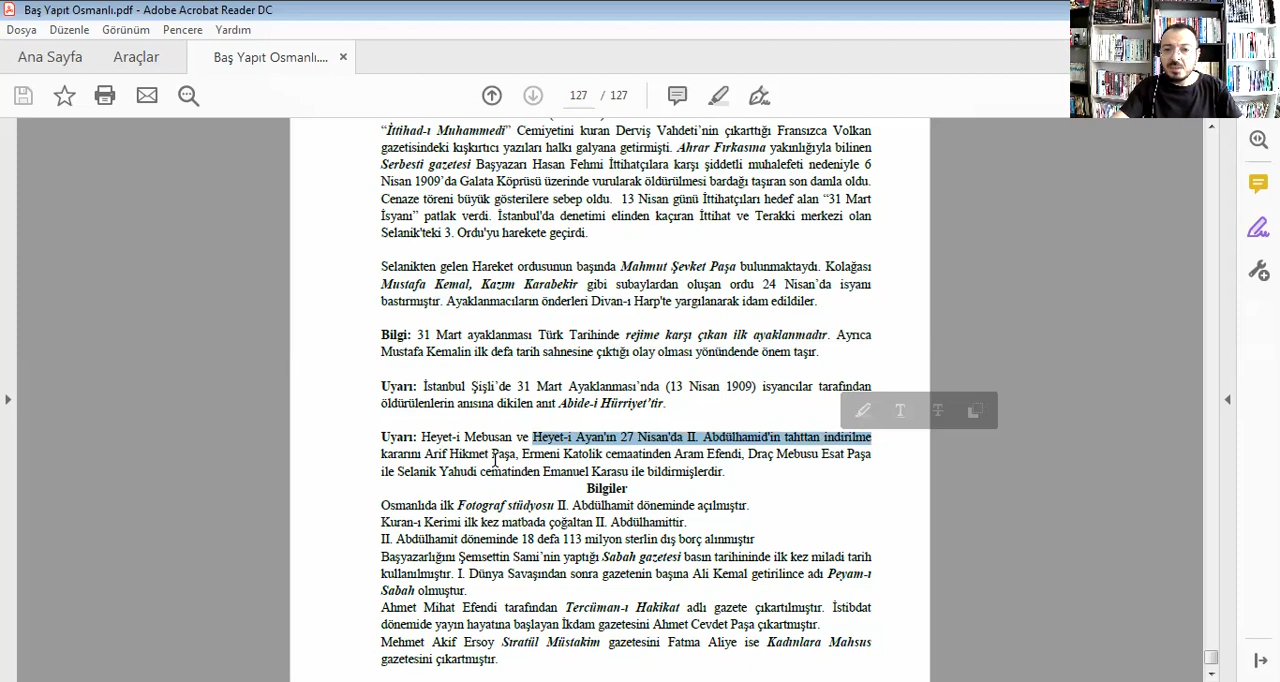 Baş Yapıt Osmanlı.pdf - Adobe Acrobat Reader DC
Dosya Düzenle Görünüm Pencere Yardım
Ana Sayfa Araçlar Baş Yapıt Osmanlı.... ×
127 / 127
“İttihad-ı Muhammedî” Cemiyetini kuran Derviş Vahdeti’nin çıkarttığı Fransızca Volkan
gazetisindeki kışkırtıcı yazıları halkı galyana getirmişti. Ahrar Fırkasına yakınlığıyla bilinen
Serbesti gazetesi Başyazarı Hasan Fehmi İttihatçılara karşı şiddetli muhalefeti nedeniyle 6
Nisan 1909’da Galata Köprüsü üzerinde vurularak öldürülmesi bardağı taşıran son damla oldu.
Cenaze töreni büyük gösterilere sebep oldu. 13 Nisan günü İttihatçıları hedef alan “31 Mart
İsyanı” patlak verdi. İstanbul'da denetimi elinden kaçıran İttihat ve Terakki merkezi olan
Selanik'teki 3. Ordu'yu harekete geçirdi.
Selanikten gelen Hareket ordusunun başında Mahmut Şevket Paşa bulunmaktaydı. Kolağası
Mustafa Kemal, Kazım Karabekir gibi subaylardan oluşan ordu 24 Nisan’da isyanı
bastırmıştır. Ayaklanmacıların önderleri Divan-ı Harp'te yargılanarak idam edildiler.
Bilgi: 31 Mart ayaklanması Türk Tarihinde rejime karşı çıkan ilk ayaklanmadır. Ayrıca
Mustafa Kemalin ilk defa tarih sahnesine çıktığı olay olması yönündende önem taşır.
Uyarı: İstanbul Şişli’de 31 Mart Ayaklanması’nda (13 Nisan 1909) isyancılar tarafından
öldürülenlerin anısına dikilen anıt Abide-i Hürriyet’tir.
Uyarı: Heyet-i Mebusan ve Heyet-i Ayan'ın 27 Nisan'da II. Abdülhamid'in tahttan indirilme
kararını Arif Hikmet Paşa, Ermeni Katolik cemaatinden Aram Efendi, Draç Mebusu Esat Paşa
ile Selanik Yahudi cematinden Emanuel Karasu ile bildirmişlerdir.
Bilgiler
Osmanlıda ilk Fotograf stüdyosu II. Abdülhamit döneminde açılmıştır.
Kuran-ı Kerimi ilk kez matbada çoğaltan II. Abdülhamittir.
II. Abdülhamit döneminde 18 defa 113 milyon sterlin dış borç alınmıştır
Başyazarlığını Şemsettin Sami’nin yaptığı Sabah gazetesi basın tarihininde ilk kez miladi tarih
kullanılmıştır. I. Dünya Savaşından sonra gazetenin başına Ali Kemal getirilince adı Peyam-ı
Sabah olmuştur.
Ahmet Mihat Efendi tarafından Tercüman-ı Hakikat adlı gazete çıkartılmıştır. İstibdat
dönemide yayın hayatına başlayan İkdam gazetesini Ahmet Cevdet Paşa çıkartmıştır.
Mehmet Akif Ersoy Sıratül Müstakim gazetesini Fatma Aliye ise Kadınlara Mahsus
gazetesini çıkartmıştır.